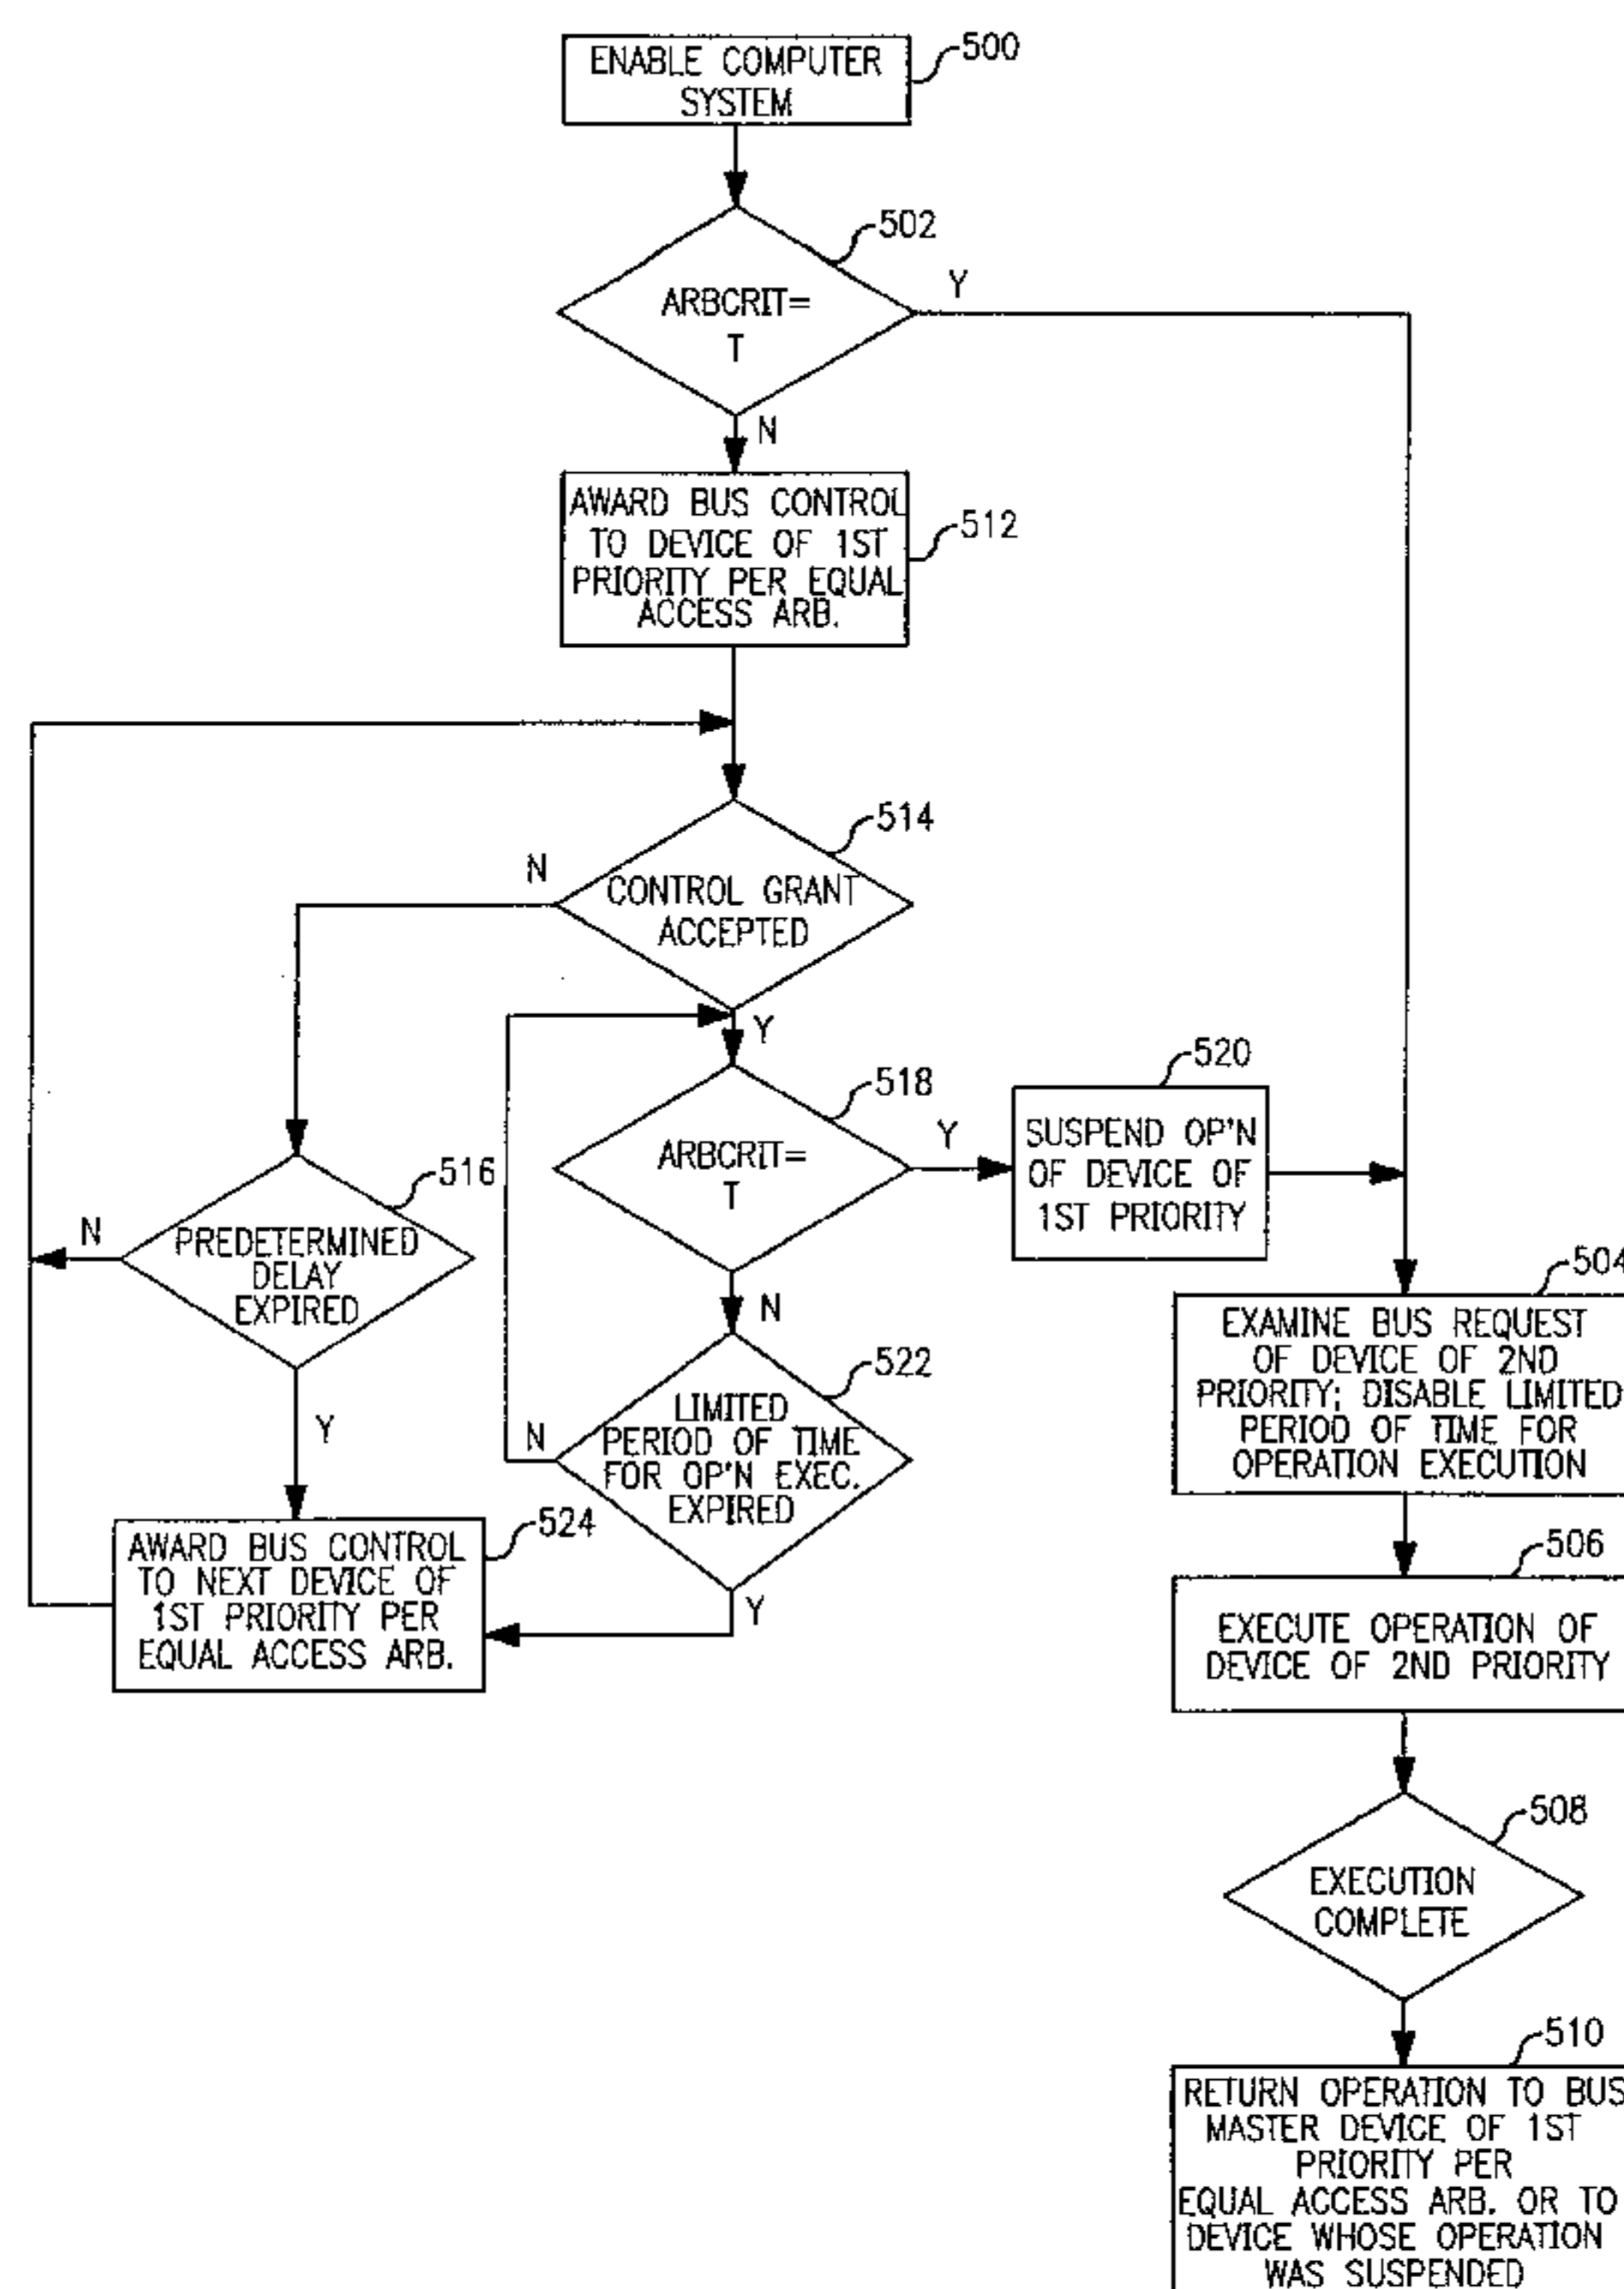 ENABLE COMPUTER
SYSTEM
500
502
ARBCRIT=
T
Y
N
AWARD BUS CONTROL
TO DEVICE OF 1ST
PRIORITY PER EQUAL
ACCESS ARB.
512
514
CONTROL GRANT
ACCEPTED
N
Y
518
ARBCRIT=
T
Y
N
520
SUSPEND OP'N
OF DEVICE OF
1ST PRIORITY
516
PREDETERMINED
DELAY
EXPIRED
N
Y
522
LIMITED
PERIOD OF TIME
FOR OP'N EXEC.
EXPIRED
N
Y
524
AWARD BUS CONTROL
TO NEXT DEVICE OF
1ST PRIORITY PER
EQUAL ACCESS ARB.
504
EXAMINE BUS REQUEST
OF DEVICE OF 2ND
PRIORITY; DISABLE LIMITED
PERIOD OF TIME FOR
OPERATION EXECUTION
506
EXECUTE OPERATION OF
DEVICE OF 2ND PRIORITY
508
EXECUTION
COMPLETE
510
RETURN OPERATION TO BUS
MASTER DEVICE OF 1ST
PRIORITY PER
EQUAL ACCESS ARB. OR TO
DEVICE WHOSE OPERATION
WAS SUSPENDED